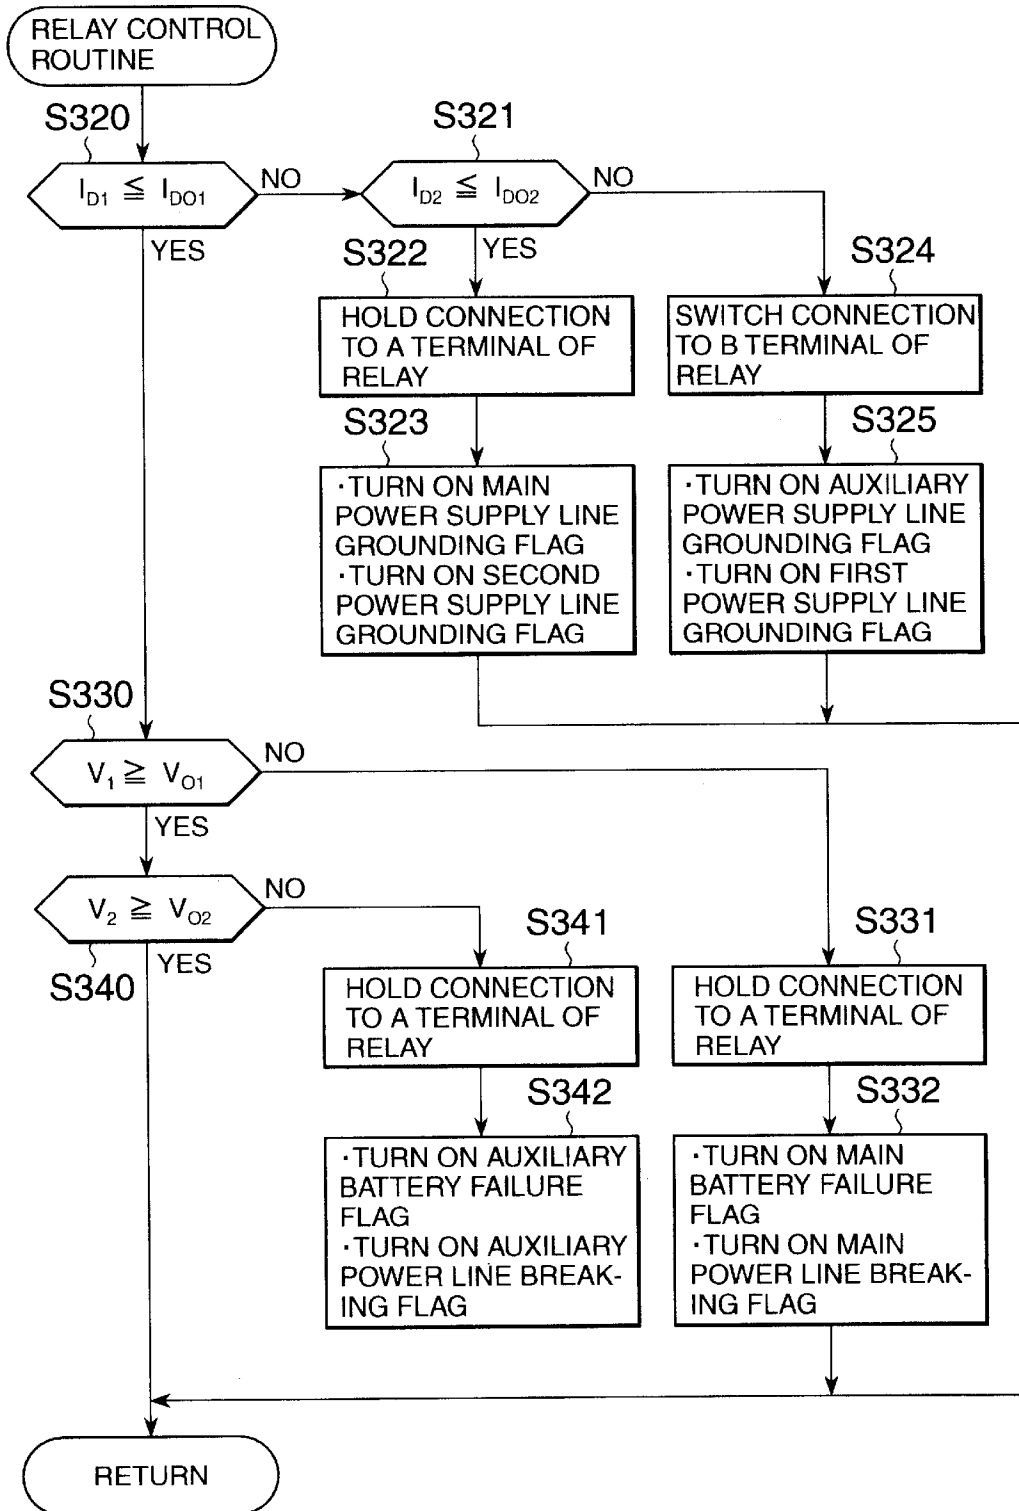 RELAY CONTROL
ROUTINE
S320
I_D1 ≦ I_DO1
NO
YES
S321
I_D2 ≦ I_DO2
NO
YES
S322
HOLD CONNECTION
TO A TERMINAL OF
RELAY
S324
SWITCH CONNECTION
TO B TERMINAL OF
RELAY
S323
·TURN ON MAIN
POWER SUPPLY LINE
GROUNDING FLAG
·TURN ON SECOND
POWER SUPPLY LINE
GROUNDING FLAG
S325
·TURN ON AUXILIARY
POWER SUPPLY LINE
GROUNDING FLAG
·TURN ON FIRST
POWER SUPPLY LINE
GROUNDING FLAG
S330
V_1 ≧ V_O1
NO
YES
V_2 ≧ V_O2
NO
YES
S340
S341
HOLD CONNECTION
TO A TERMINAL OF
RELAY
S331
HOLD CONNECTION
TO A TERMINAL OF
RELAY
S342
·TURN ON AUXILIARY
BATTERY FAILURE
FLAG
·TURN ON AUXILIARY
POWER LINE BREAK-
ING FLAG
S332
·TURN ON MAIN
BATTERY FAILURE
FLAG
·TURN ON MAIN
POWER LINE BREAK-
ING FLAG
RETURN